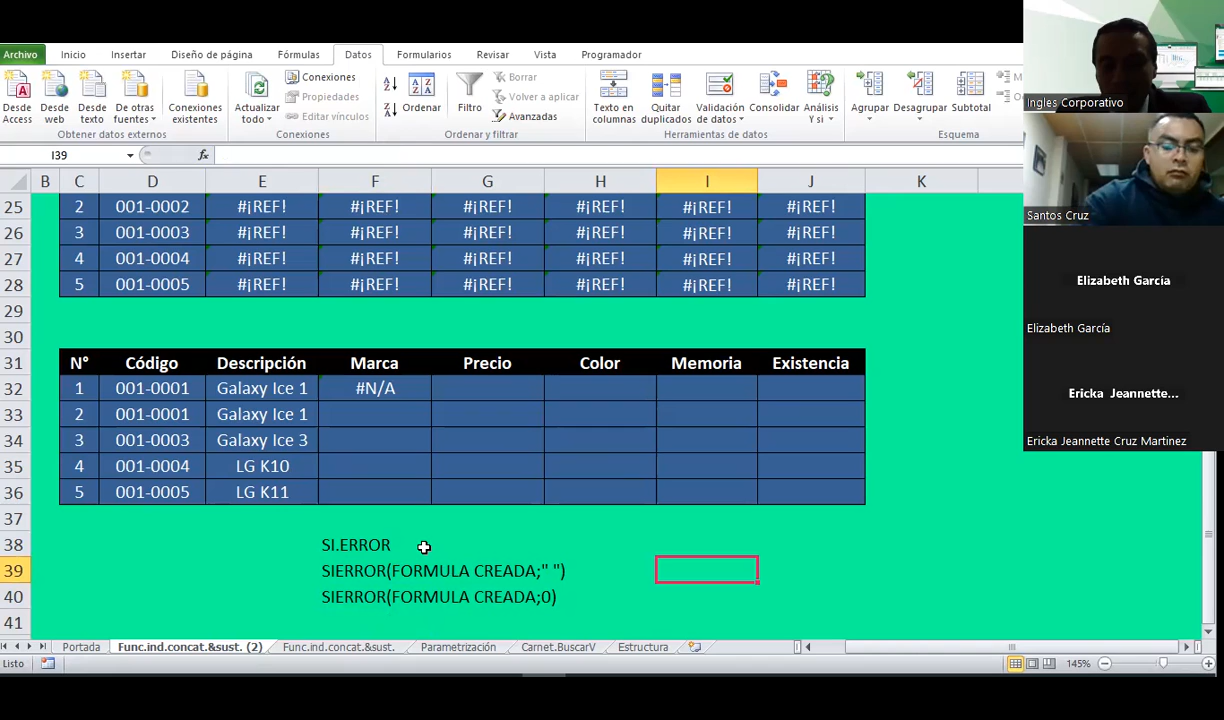 Archivo Inicio Insertar Diseño de página Fórmulas Datos Formularios Revisar Vista Programador
Desde Access
Desde web
Desde texto
De otras fuentes
Conexiones existentes
Obtener datos externos
Actualizar todo
Conexiones
Propiedades
Editar vínculos
Conexiones
Ordenar
Filtro
Borrar
Volver a aplicar
Avanzadas
Ordenar y filtrar
Texto en columnas
Quitar duplicados
Validación de datos
Consolidar
Análisis Y si
Herramientas de datos
Agrupar
Desagrupar
Subtotal
Esquema
Ingles Corporativo
Santos Cruz
Elizabeth García
Elizabeth García
Ericka Jeannette...
Ericka Jeannette Cruz Martinez
I39 fx
B C D E F G H I J K
25 2 001-0002 #¡REF! #¡REF! #¡REF! #¡REF! #¡REF! #¡REF!
26 3 001-0003 #¡REF! #¡REF! #¡REF! #¡REF! #¡REF! #¡REF!
27 4 001-0004 #¡REF! #¡REF! #¡REF! #¡REF! #¡REF! #¡REF!
28 5 001-0005 #¡REF! #¡REF! #¡REF! #¡REF! #¡REF! #¡REF!
29
30
31 N° Código Descripción Marca Precio Color Memoria Existencia
32 1 001-0001 Galaxy Ice 1 #N/A
33 2 001-0001 Galaxy Ice 1
34 3 001-0003 Galaxy Ice 3
35 4 001-0004 LG K10
36 5 001-0005 LG K11
37
38 SI.ERROR
39 SIERROR(FORMULA CREADA;" ")
40 SIERROR(FORMULA CREADA;0)
41
Portada Func.ind.concat.&sust. (2) Func.ind.concat.&sust. Parametrización Carnet.BuscarV Estructura
Listo 145%